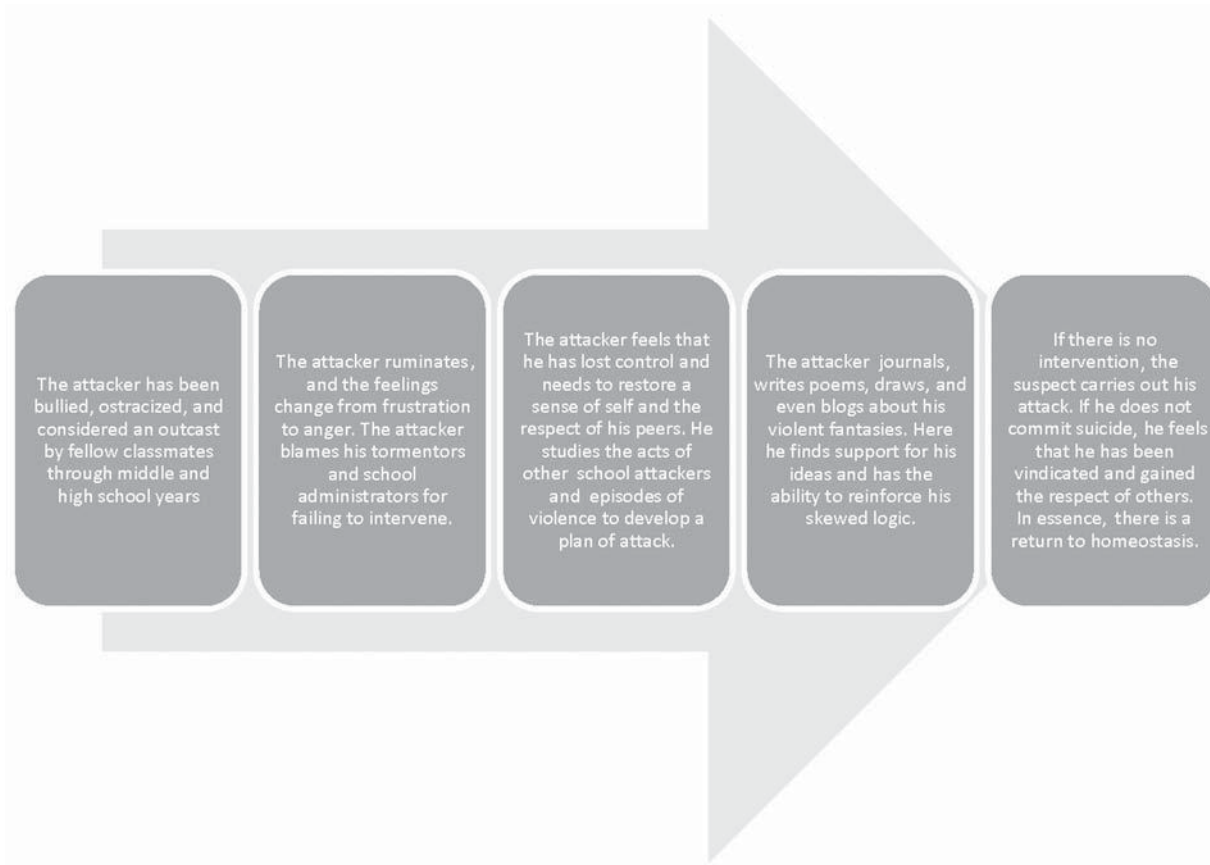 The attacker has been
bullied, ostracized, and
considered an outcast
by fellow classmates
through middle and
high school years
The attacker ruminates,
and the feelings
change from frustration
to anger. The attacker
blames his tormentors
and school
administrators for
failing to intervene.
The attacker feels that
he has lost control and
needs to restore a
sense of self and the
respect of his peers. He
studies the acts of
other school attackers
and episodes of
violence to develop a
plan of attack.
The attacker journals,
writes poems, draws, and
even blogs about his
violent fantasies. Here
he finds support for his
ideas and has the
ability to reinforce his
skewed logic.
If there is no
intervention, the
suspect carries out his
attack. If he does not
commit suicide, he feels
that he has been
vindicated and gained
the respect of others.
In essence, there is a
return to homeostasis.